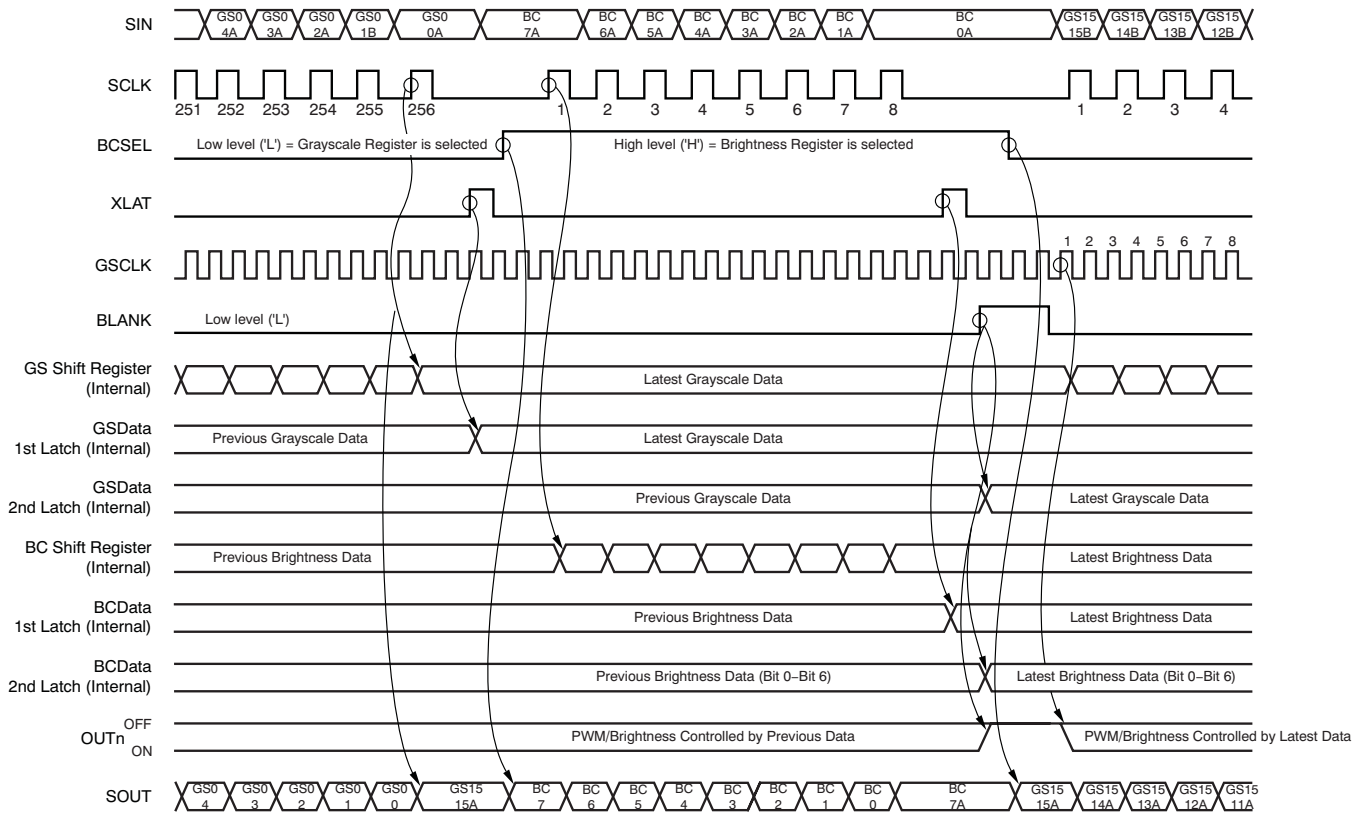 SIN
GS0 GS0 GS0 GS0 GS0 BC BC BC BC BC BC BC BC GS15 GS15 GS15 GS15
4A 3A 2A 1B 0A 7A 6A 5A 4A 3A 2A 1A 0A 15B 14B 13B 12B
SCLK
251 252 253 254 255 256 1 2 3 4 5 6 7 8 1 2 3 4
BCSEL
Low level ('L') = Grayscale Register is selected
High level ('H') = Brightness Register is selected
XLAT
1 2 3 4 5 6 7 8
GSCLK
BLANK
Low level ('L')
GS Shift Register
(Internal)
Latest Grayscale Data
GSData
1st Latch (Internal)
Previous Grayscale Data
Latest Grayscale Data
GSData
2nd Latch (Internal)
Previous Grayscale Data
Latest Grayscale Data
BC Shift Register
(Internal)
Previous Brightness Data
Latest Brightness Data
BCData
1st Latch (Internal)
Previous Brightness Data
Latest Brightness Data
BCData
2nd Latch (Internal)
Previous Brightness Data (Bit 0–Bit 6)
Latest Brightness Data (Bit 0–Bit 6)
OUTn
OFF
ON
PWM/Brightness Controlled by Previous Data
PWM/Brightness Controlled by Latest Data
SOUT
GS0 GS0 GS0 GS0 GS0 GS15 BC BC BC BC BC BC BC BC BC GS15 GS15 GS15 GS15 GS15
4 3 2 1 0 15A 7 6 5 4 3 2 1 0 7A 15A 14A 13A 12A 11A